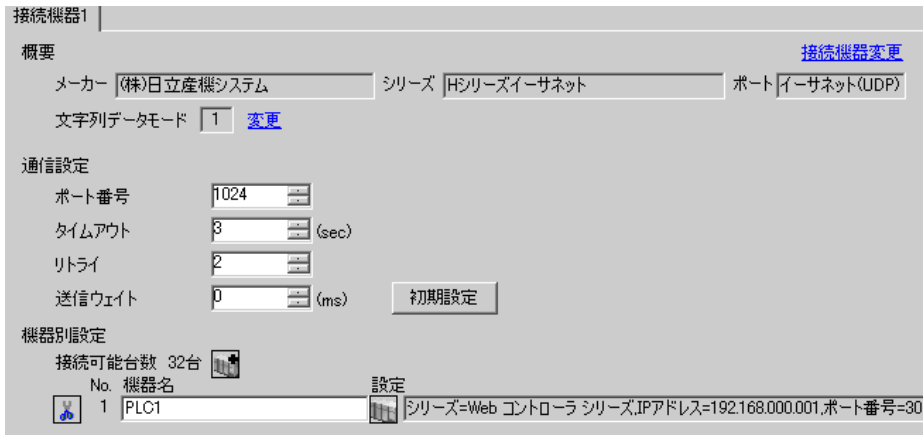 接続機器1
概要 接続機器変更
メーカー (株)日立産機システム シリーズ Hシリーズイーサネット ポート イーサネット(UDP)
文字列データモード 1 変更
通信設定
ポート番号 1024
タイムアウト 3 (sec)
リトライ 2
送信ウェイト 0 (ms) 初期設定
機器別設定
接続可能台数 32台
No. 機器名 設定
1 PLC1 シリーズ=Web コントローラ シリーズ,IPアドレス=192.168.000.001,ポート番号=30